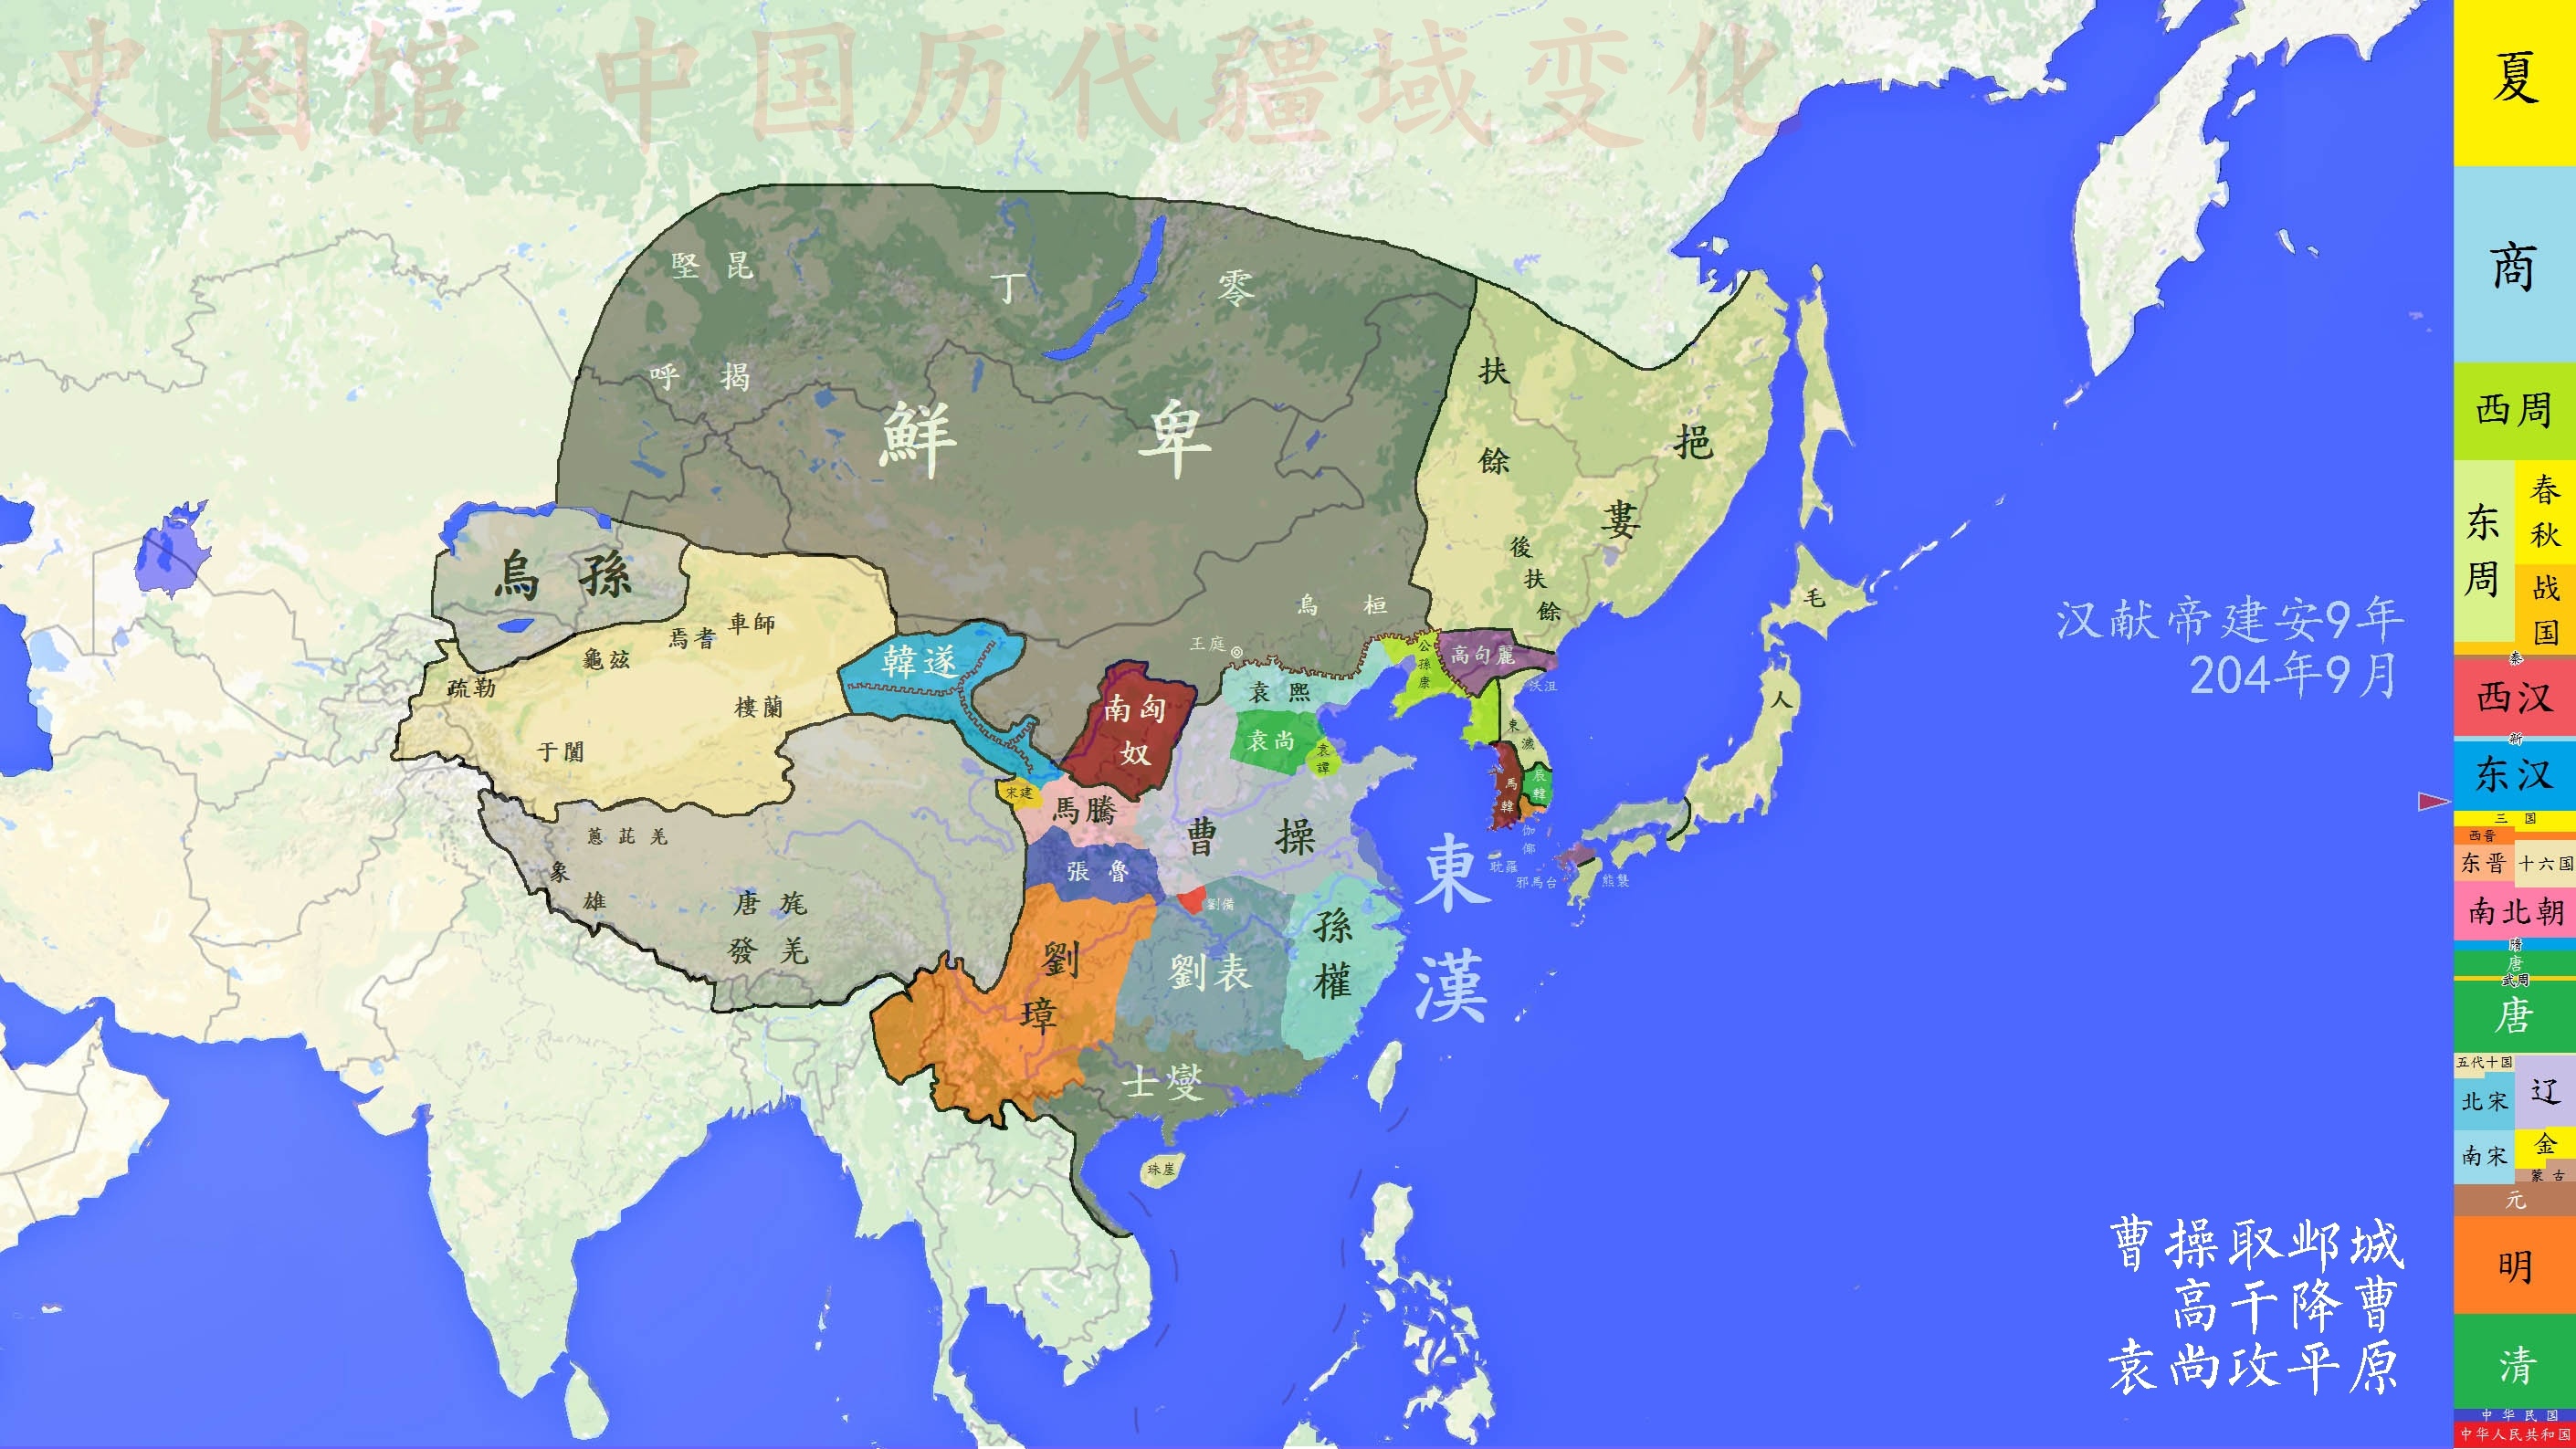 史图馆 中国历代疆域变化
堅昆
丁零
呼揭
鮮卑
扶餘
挹婁
後扶餘
烏孫
車師
焉耆
龜兹
疏勒
樓蘭
于闐
韓遂
王庭
烏桓
公孫康
高句麗
沃沮
東濊
南匈奴
袁熙
袁尚
袁譚
馬韓
辰韓
伽倻
耽羅
邪馬台
熊襲
毛人
宋建
馬騰
曹操
張魯
劉備
蔥茈羌
象雄
唐旄
發羌
劉璋
劉表
孫權
士燮
珠崖
東漢
汉献帝建安9年
204年9月
曹操取邺城
高干降曹
袁尚攻平原
夏
商
西周
东周
春秋
战国
秦
西汉
新
东汉
三国
西晋
东晋
十六国
南北朝
隋
唐
武周
唐
五代十国
辽
北宋
南宋
金
蒙古
元
明
清
中华民国
中华人民共和国